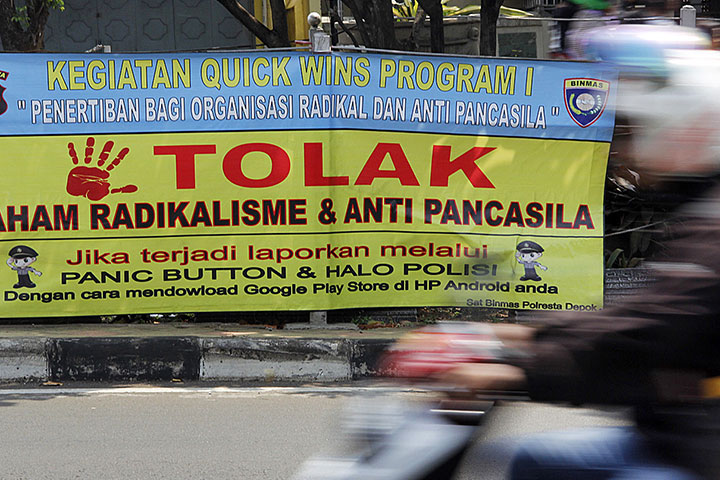 KEGIATAN QUICK WINS PROGRAM I
" PENERTIBAN BAGI ORGANISASI RADIKAL DAN ANTI PANCASILA "
BINMAS
TOLAK
AHAM RADIKALISME & ANTI PANCASILA
Jika terjadi laporkan melalui
PANIC BUTTON & HALO POLISI
Dengan cara mendowload Google Play Store di HP Android anda
Sat Binmas Polresta Depok